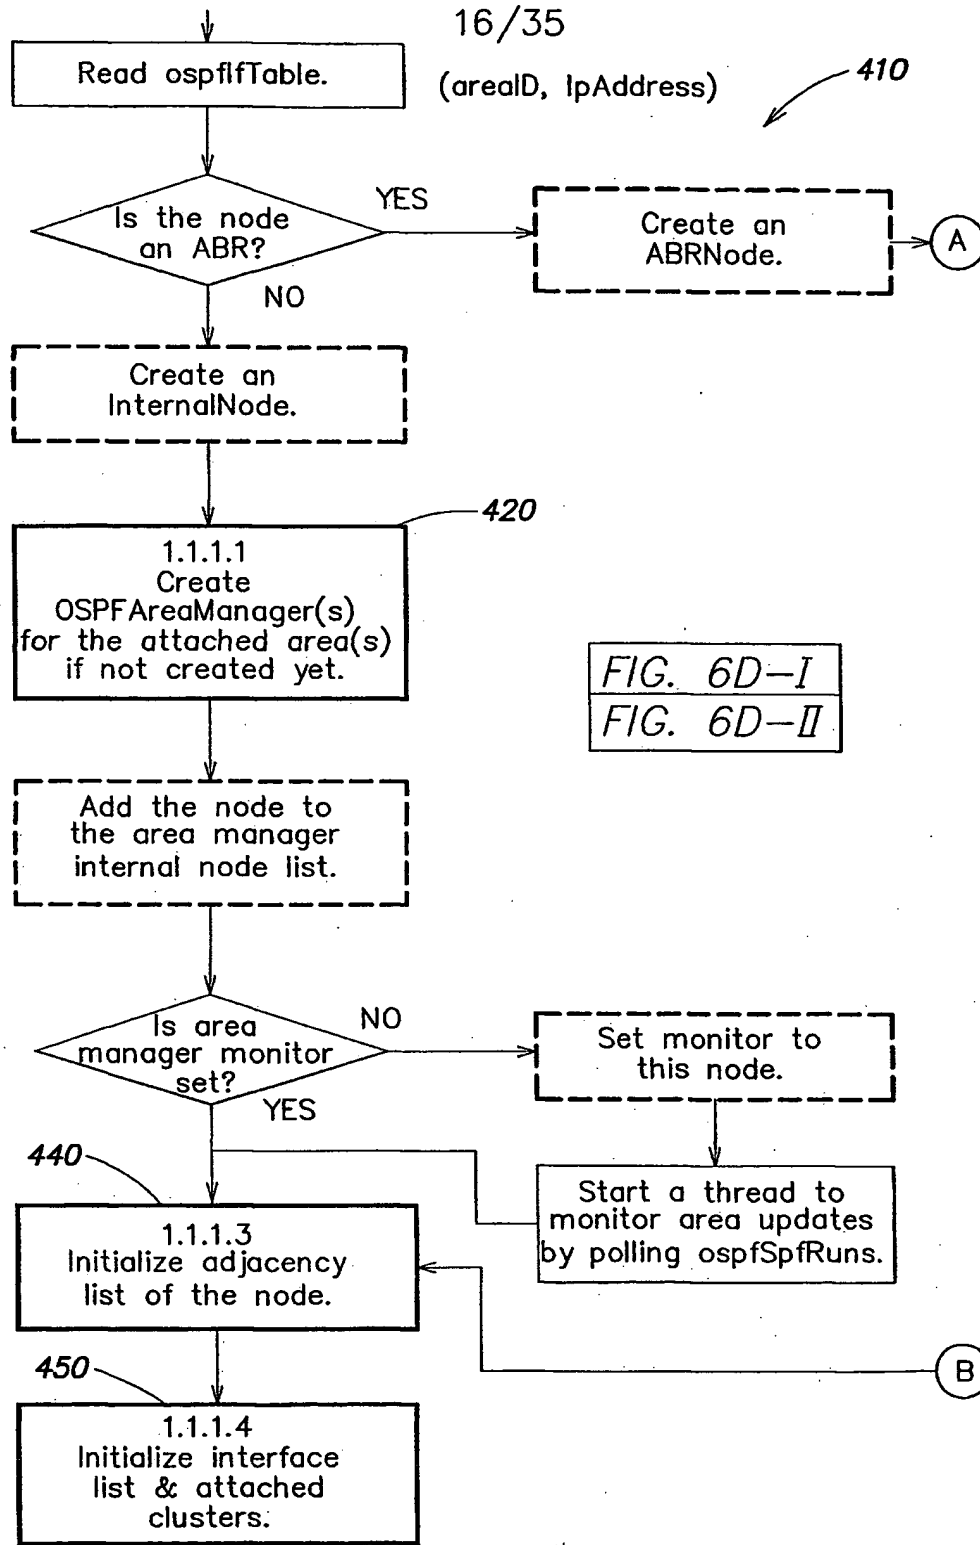 16/35
Read ospfIfTable.
(areaID, IpAddress)
410
Is the node
an ABR?
YES
NO
Create an
ABRNode.
A
Create an
InternalNode.
420
1.1.1.1
Create
OSPFAreaManager(s)
for the attached area(s)
if not created yet.
FIG. 6D-I
FIG. 6D-II
Add the node to
the area manager
internal node list.
Is area
manager monitor
set?
NO
YES
Set monitor to
this node.
Start a thread to
monitor area updates
by polling ospfSpfRuns.
440
1.1.1.3
Initialize adjacency
list of the node.
B
450
1.1.1.4
Initialize interface
list & attached
clusters.